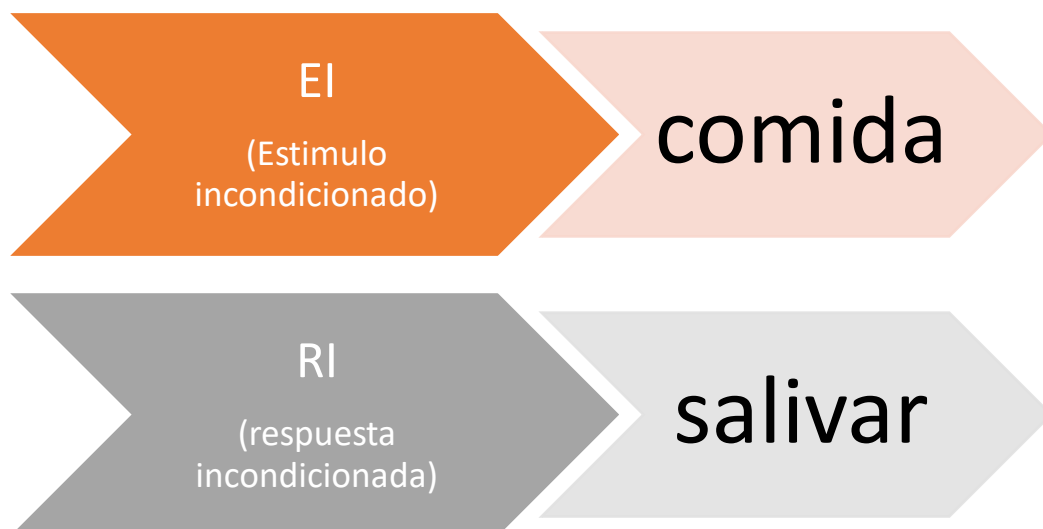 EI
(Estimulo
incondicionado)
comida
RI
(respuesta
incondicionada)
salivar